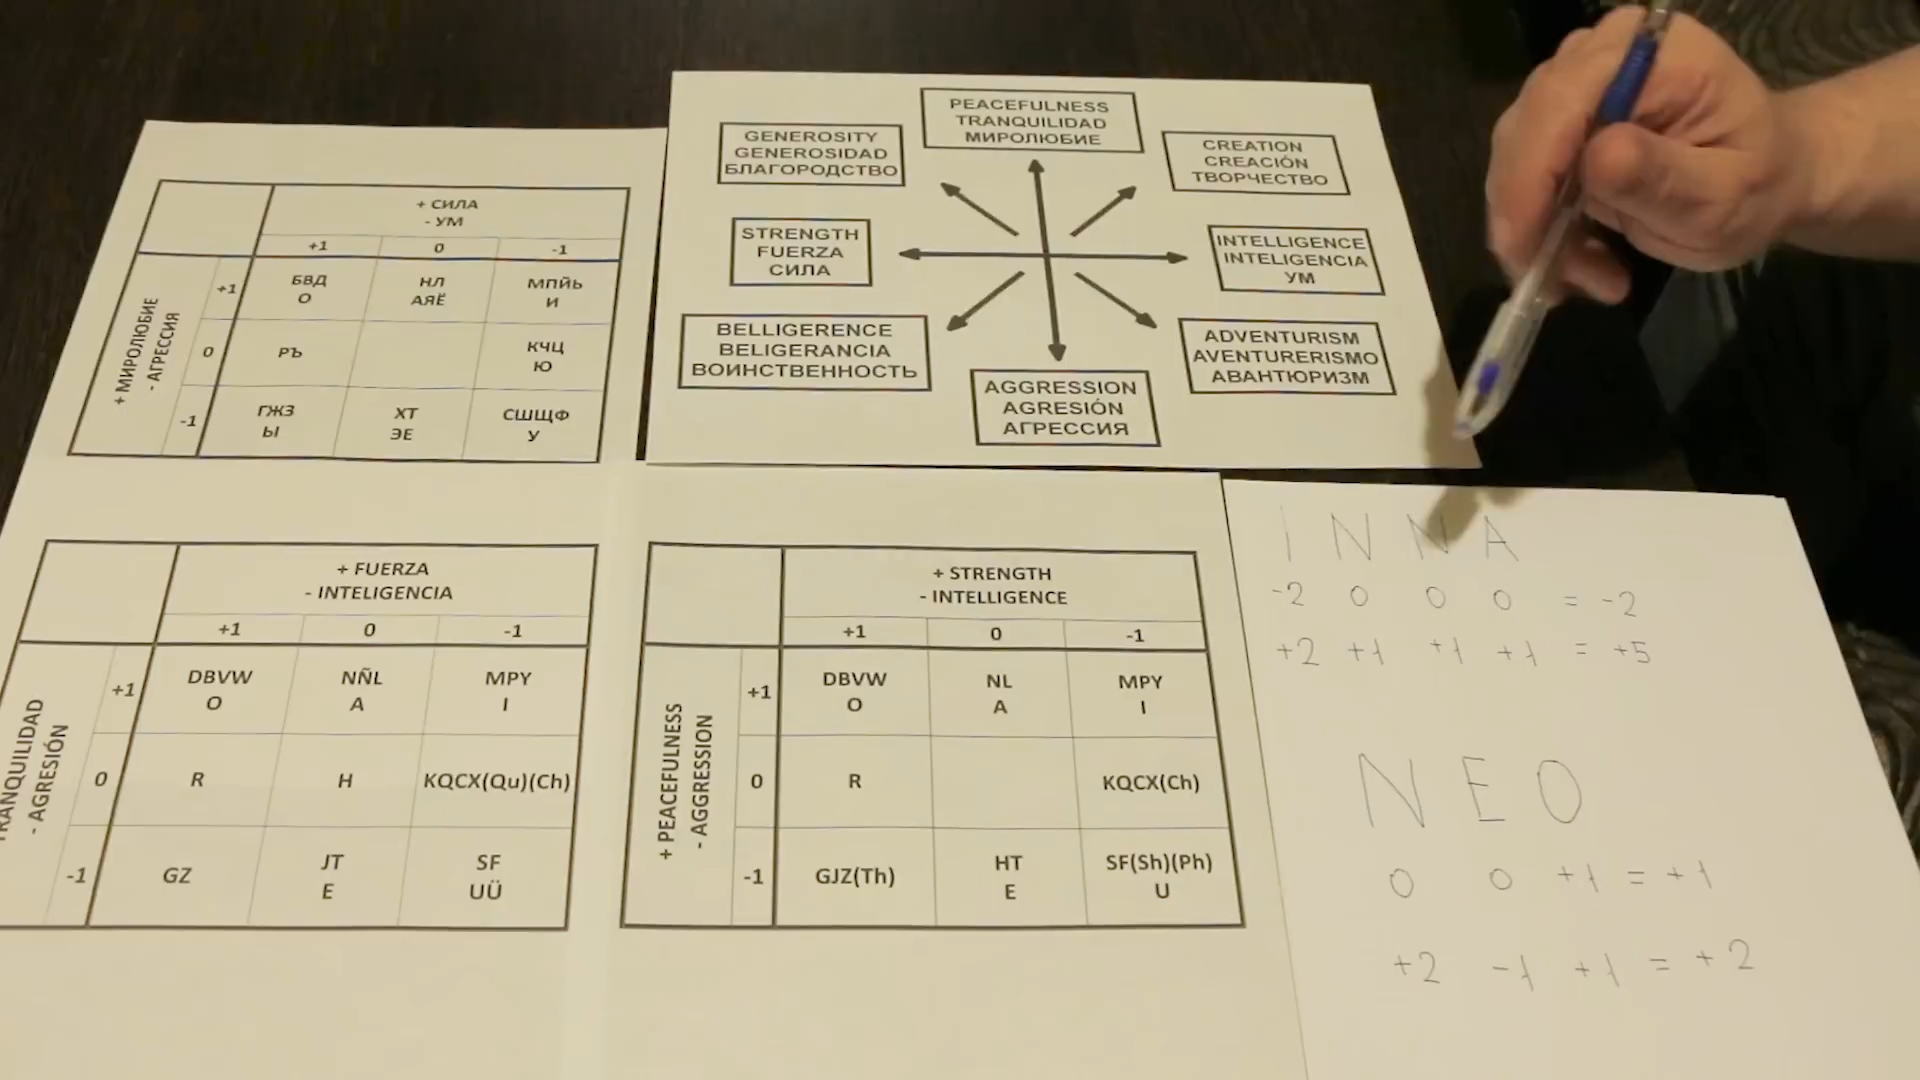 + СИЛА
- УМ
+1 0 -1
+ МИРОЛЮБИЕ
- АГРЕССИЯ
+1 БВД НЛ МПЙЬ
О АЯЁ И
0 РЪ КЧЦ
Ю
-1 ГЖЗ ХТ СШЩФ
Ы ЭЕ У
PEACEFULNESS
TRANQUILIDAD
МИРОЛЮБИЕ
GENEROSITY
GENEROSIDAD
БЛАГОРОДСТВО
CREATION
CREACIÓN
ТВОРЧЕСТВО
STRENGTH
FUERZA
СИЛА
INTELLIGENCE
INTELIGENCIA
УМ
BELLIGERENCE
BELIGERANCIA
ВОИНСТВЕННОСТЬ
ADVENTURISM
AVENTURERISMO
АВАНТЮРИЗМ
AGGRESSION
AGRESIÓN
АГРЕССИЯ
+ FUERZA
- INTELIGENCIA
+1 0 -1
- AGRESIÓN
+1 DBVW NÑL MPY
O A I
0 R H KQCX(Qu)(Ch)
-1 GZ JT SF
E UÜ
+ STRENGTH
- INTELLIGENCE
+1 0 -1
+ PEACEFULNESS
- AGGRESSION
+1 DBVW NL MPY
O A I
0 R KQCX(Ch)
-1 GJZ(Th) HT SF(Sh)(Ph)
E U
I N N A
-2 0 0 0 = -2
+2 +1 +1 +1 = +5
N E O
0 0 +1 = +1
+2 -1 +1 = +2